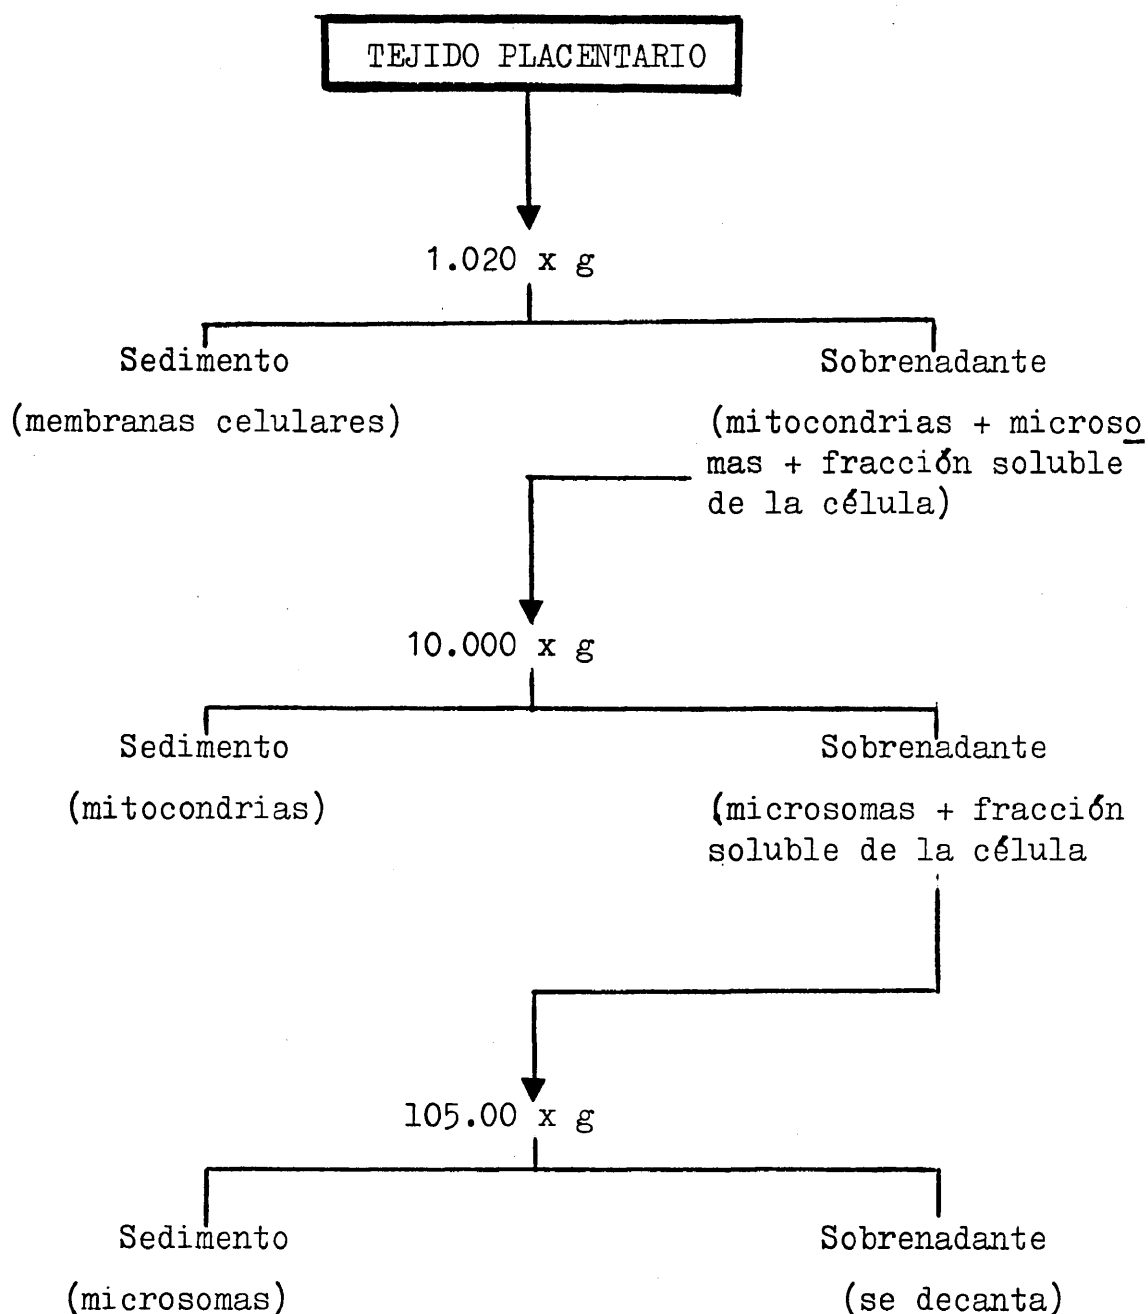 TEJIDO PLACENTARIO
1.020 x g
Sedimento
(membranas celulares)
Sobrenadante
(mitocondrias + microso
mas + fracción soluble
de la célula)
10.000 x g
Sedimento
(mitocondrias)
Sobrenadante
(microsomas + fracción
soluble de la célula
105.00 x g
Sedimento
(microsomas)
Sobrenadante
(se decanta)